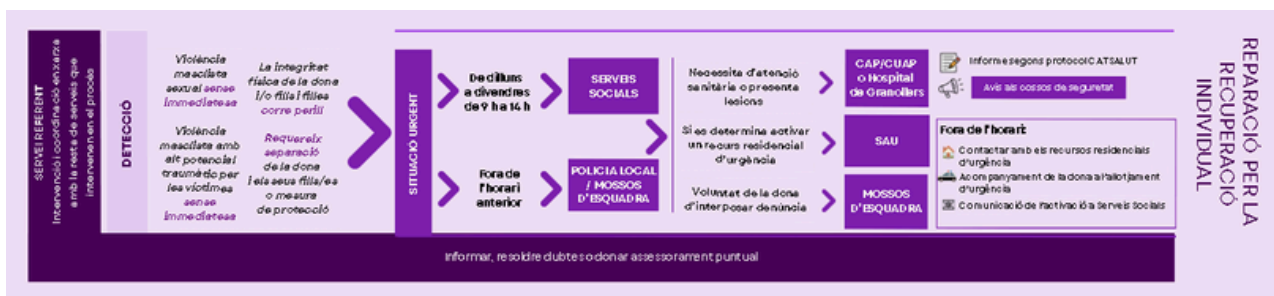 SERVEI REFERENT
Intervenció i coordinació en xarxa
amb la resta de serveis que
intervenen en el procés
DETECCIÓ
Violència
masclista
sexual sense
immediatesa
Violència
masclista amb
alt potencial
traumàtic per
les víctimes
sense
immediatesa
La integritat
física de la dona
i/o fills i filles
corre perill
Requereix
separació
de la dona
i els seus fills/es
o mesura
de protecció
SITUACIÓ URGENT
De dilluns
a divendres
de 9 h a 14 h
SERVEIS
SOCIALS
Fora de
l'horari
anterior
POLICIA LOCAL
/ MOSSOS
D'ESQUADRA
Necessita d'atenció
sanitària o presenta
lesions
CAP/CUAP
o Hospital
de Granollers
Informe segons protocol CATSALUT
Avís als cossos de seguretat
Si es determina activar
un recurs residencial
d'urgència
SAU
Voluntat de la dona
d'interposar denúncia
MOSSOS
D'ESQUADRA
Fora de l'horari:
Contactar amb els recursos residencials
d'urgència
Acompanyament de la dona a l'allotjament
d'urgència
Comunicació de l'activació a Serveis Socials
REPARACIÓ PER LA
RECUPERACIÓ
INDIVIDUAL
Informar, resoldre dubtes o donar assessorament puntual